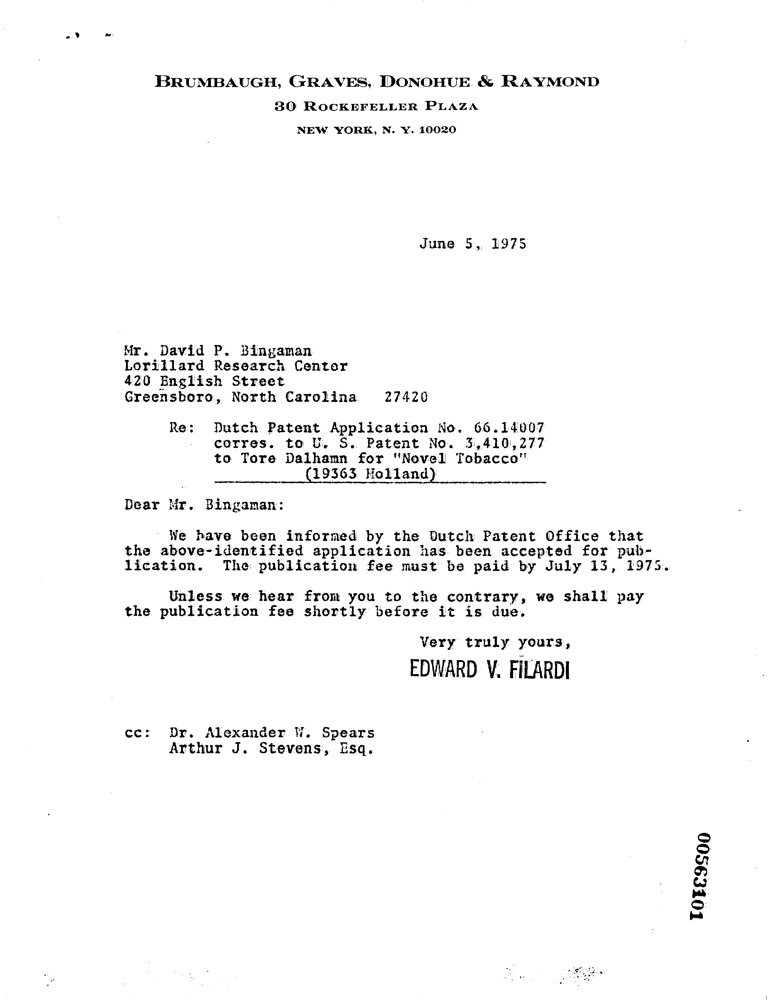 BRUMBAUGH, GRAVES, DONOHUE & RAYMOND
30 ROCKEFELLER PLAZA
NEW YORK, N. Y. 10020
June 5, 1975
Mr. David P. Bingaman
Lorillard Research Center
420 English Street
Greensboro, North Carolina 27420
Re: Dutch Patent Application No. 66.14007
corres. to U. S. Patent No. 3,410,277
to Tore Dalhamn for "Novel Tobacco"
(19363 Holland)
Dear Mr. Bingaman:
We have been informed by the Dutch Patent Office that
the above-identified application has been accepted for pub-
lication. The publication fee must be paid by July 13, 1975.
Unless we hear from you to the contrary, we shall pay
the publication fee shortly before it is due.
Very truly yours,
EDWARD V. FILARDI
cc: Dr. Alexander W. Spears
Arthur J. Stevens, Esq.
00563101